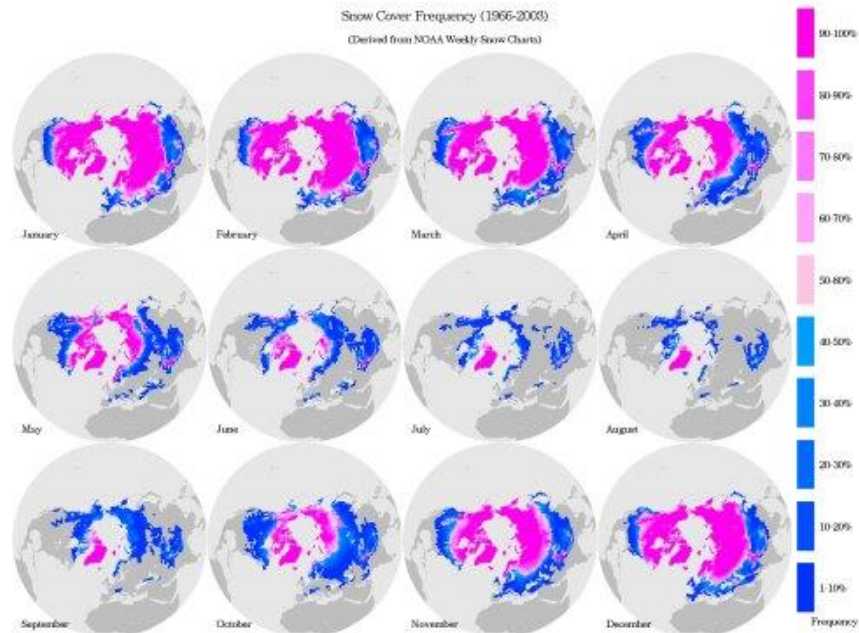 Snow Cover Frequency (1966-2003)
(Derived from NOAA Weekly Snow Charts)
90-100%
80-90%
70-80%
60-70%
50-60%
40-50%
30-40%
20-30%
10-20%
1-10%
Frequency
January
February
March
April
May
June
July
August
September
October
November
December